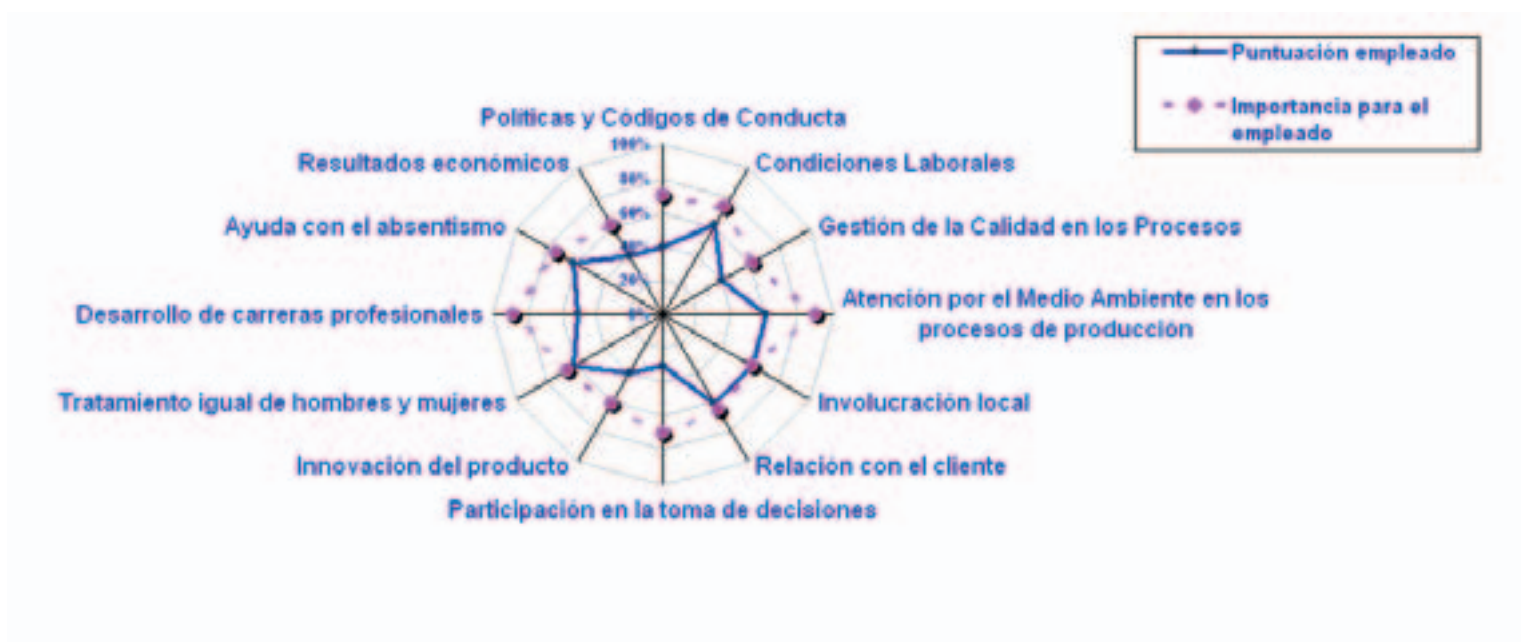 Puntuación empleado
Importancia para el
empleado
Políticas y Códigos de Conducta
Resultados económicos
100%
Condiciones Laborales
80%
Ayuda con el absentismo
60%
Gestión de la Calidad en los Procesos
40%
20%
Desarrollo de carreras profesionales
0%
Atención por el Medio Ambiente en los
procesos de producción
Tratamiento igual de hombres y mujeres
Involucración local
Innovación del producto
Relación con el cliente
Participación en la toma de decisiones